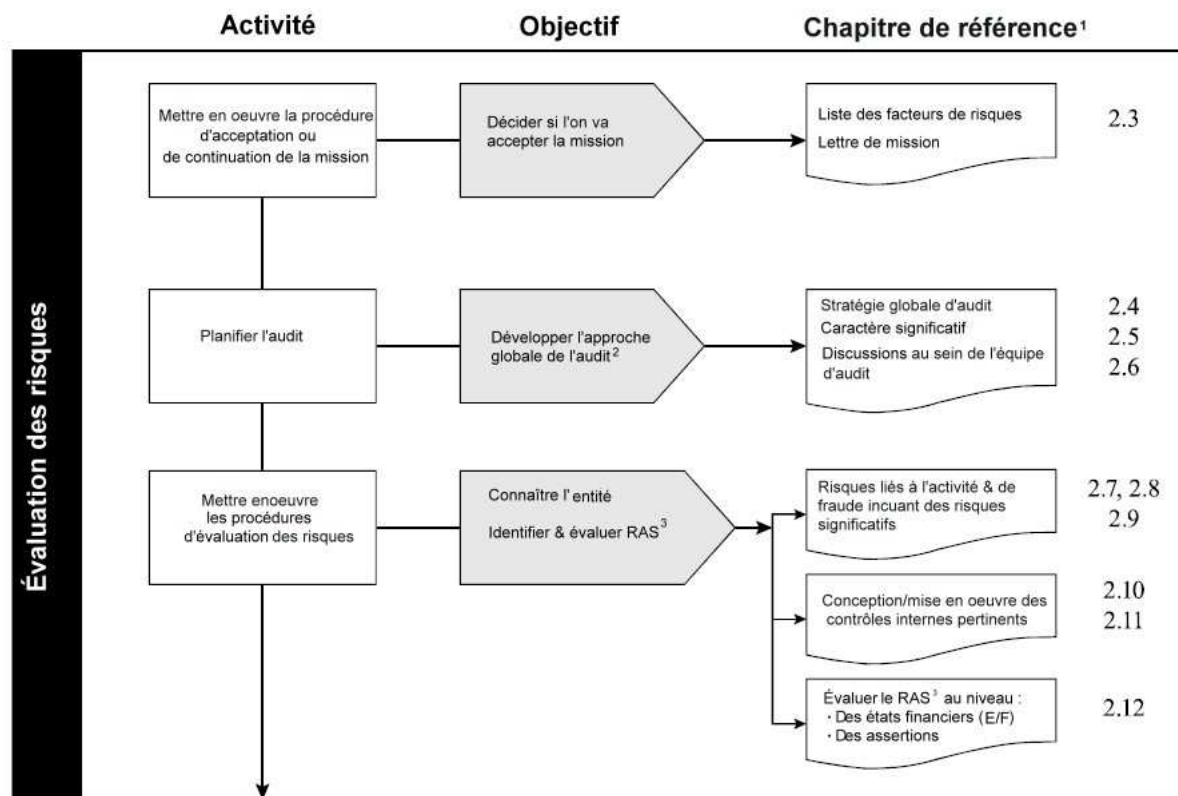 Activité
Objectif
Chapitre de référence¹
Évaluation des risques
Mettre en oeuvre la procédure
d'acceptation ou
de continuation de la mission
Décider si l'on va
accepter la mission
Liste des facteurs de risques
Lettre de mission
2.3
Planifier l'audit
Développer l'approche
globale de l'audit²
Stratégie globale d'audit
Caractère significatif
Discussions au sein de l'équipe
d'audit
2.4
2.5
2.6
Mettre enoeuvre
les procédures
d'évaluation des risques
Connaître l'entité
Identifier & évaluer RAS³
Risques liés à l'activité & de
fraude incuant des risques
significatifs
2.7, 2.8
2.9
Conception/mise en oeuvre des
contrôles internes pertinents
2.10
2.11
Évaluer le RAS³ au niveau :
· Des états financiers (E/F)
· Des assertions
2.12